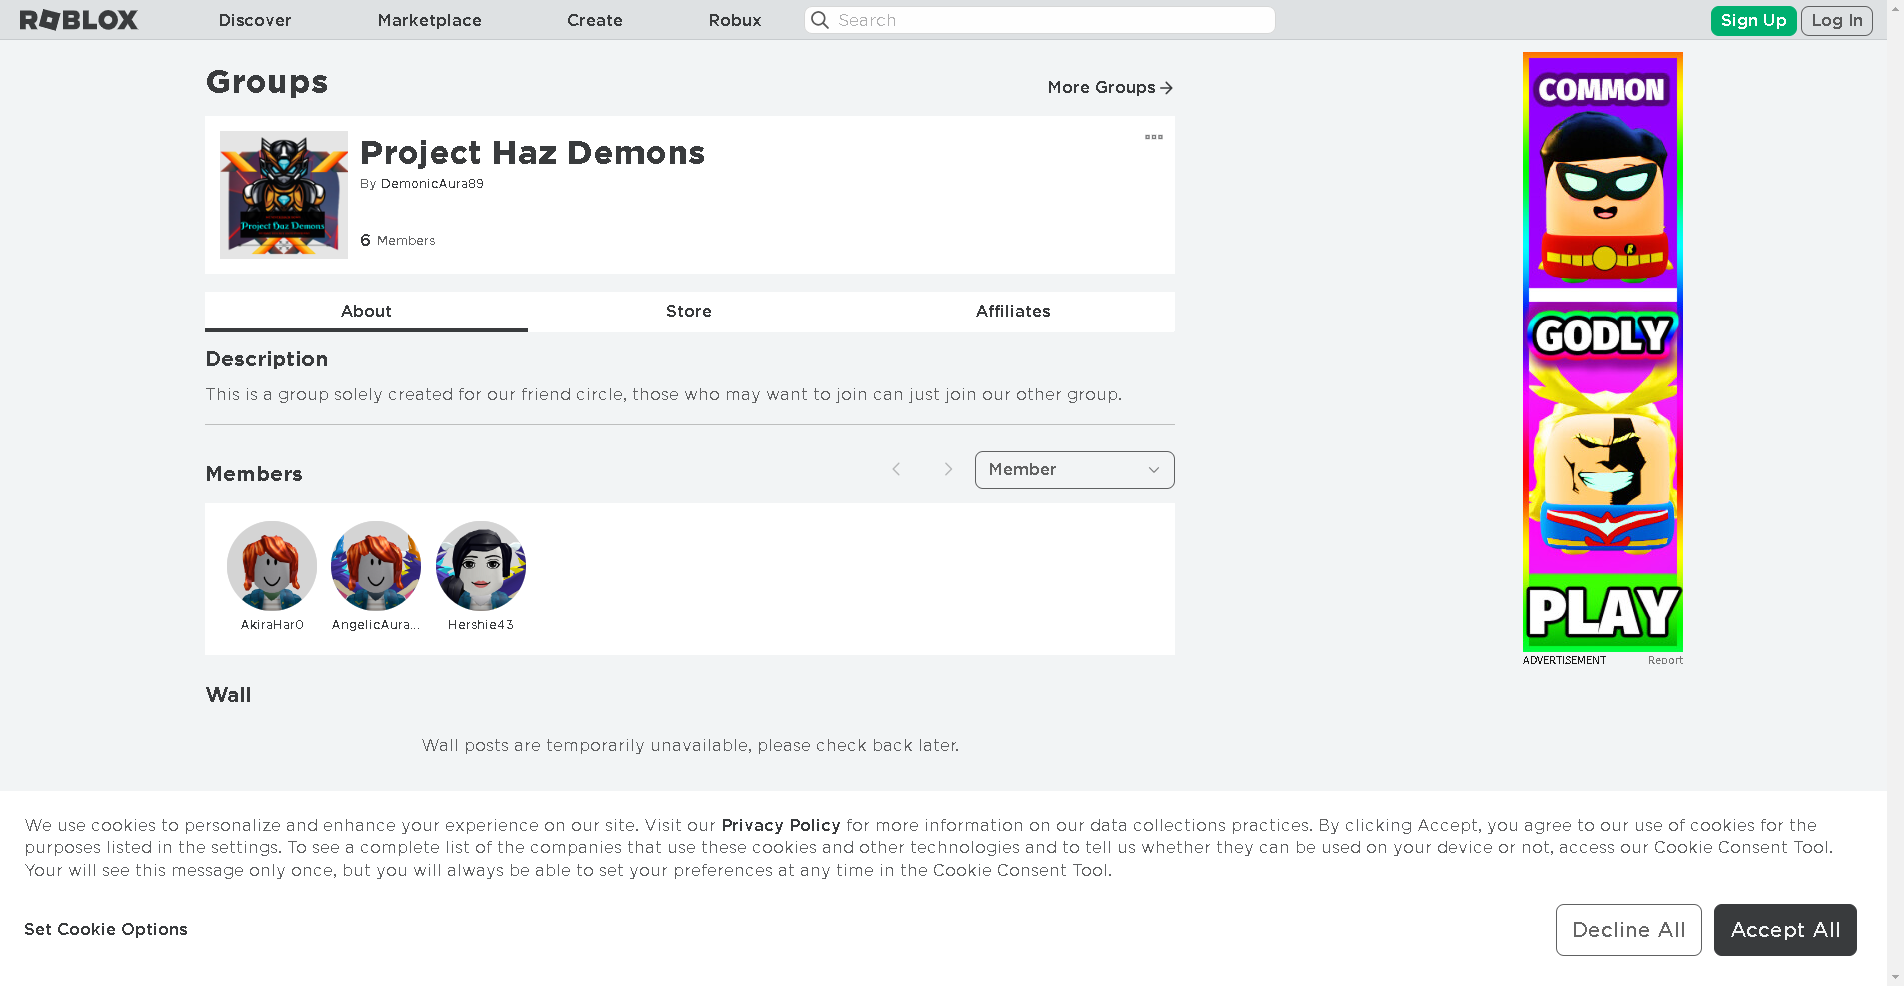 ROBLOX Discover Marketplace Create Robux Search Sign Up Log In
Groups
More Groups
Project Haz Demons
By DemonicAura89
6 Members
Project Haz Demons
About Store Affiliates
Description
This is a group solely created for our friend circle, those who may want to join can just join our other group.
Members
Member
AkiraHar0 AngelicAura... Hershie43
Wall
Wall posts are temporarily unavailable, please check back later.
COMMON
R
GODLY
PLAY
ADVERTISEMENT Report
We use cookies to personalize and enhance your experience on our site. Visit our Privacy Policy for more information on our data collections practices. By clicking Accept, you agree to our use of cookies for the
purposes listed in the settings. To see a complete list of the companies that use these cookies and other technologies and to tell us whether they can be used on your device or not, access our Cookie Consent Tool.
Your will see this message only once, but you will always be able to set your preferences at any time in the Cookie Consent Tool.
Set Cookie Options
Decline All
Accept All